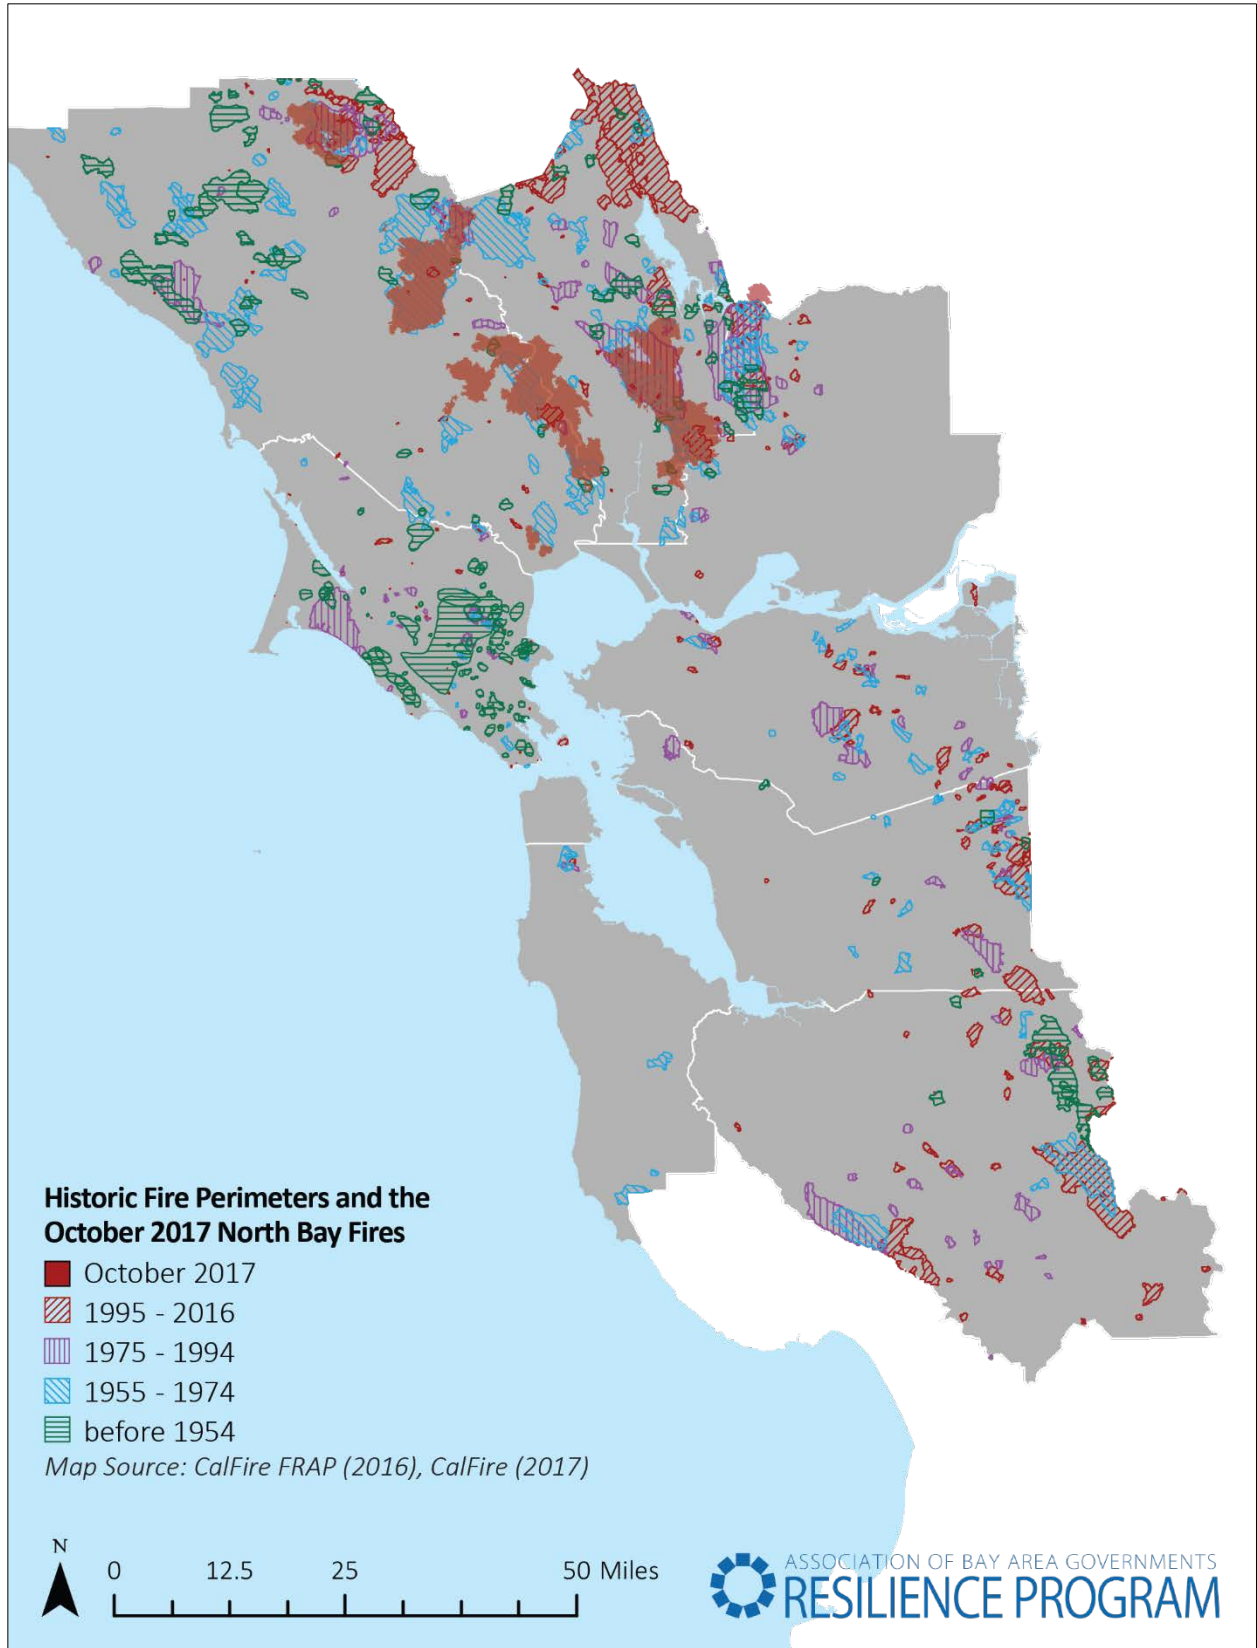 Historic Fire Perimeters and the
October 2017 North Bay Fires
October 2017
1995 - 2016
1975 - 1994
1955 - 1974
before 1954
Map Source: CalFire FRAP (2016), CalFire (2017)
N
0 12.5 25 50 Miles
ASSOCIATION OF BAY AREA GOVERNMENTS
RESILIENCE PROGRAM